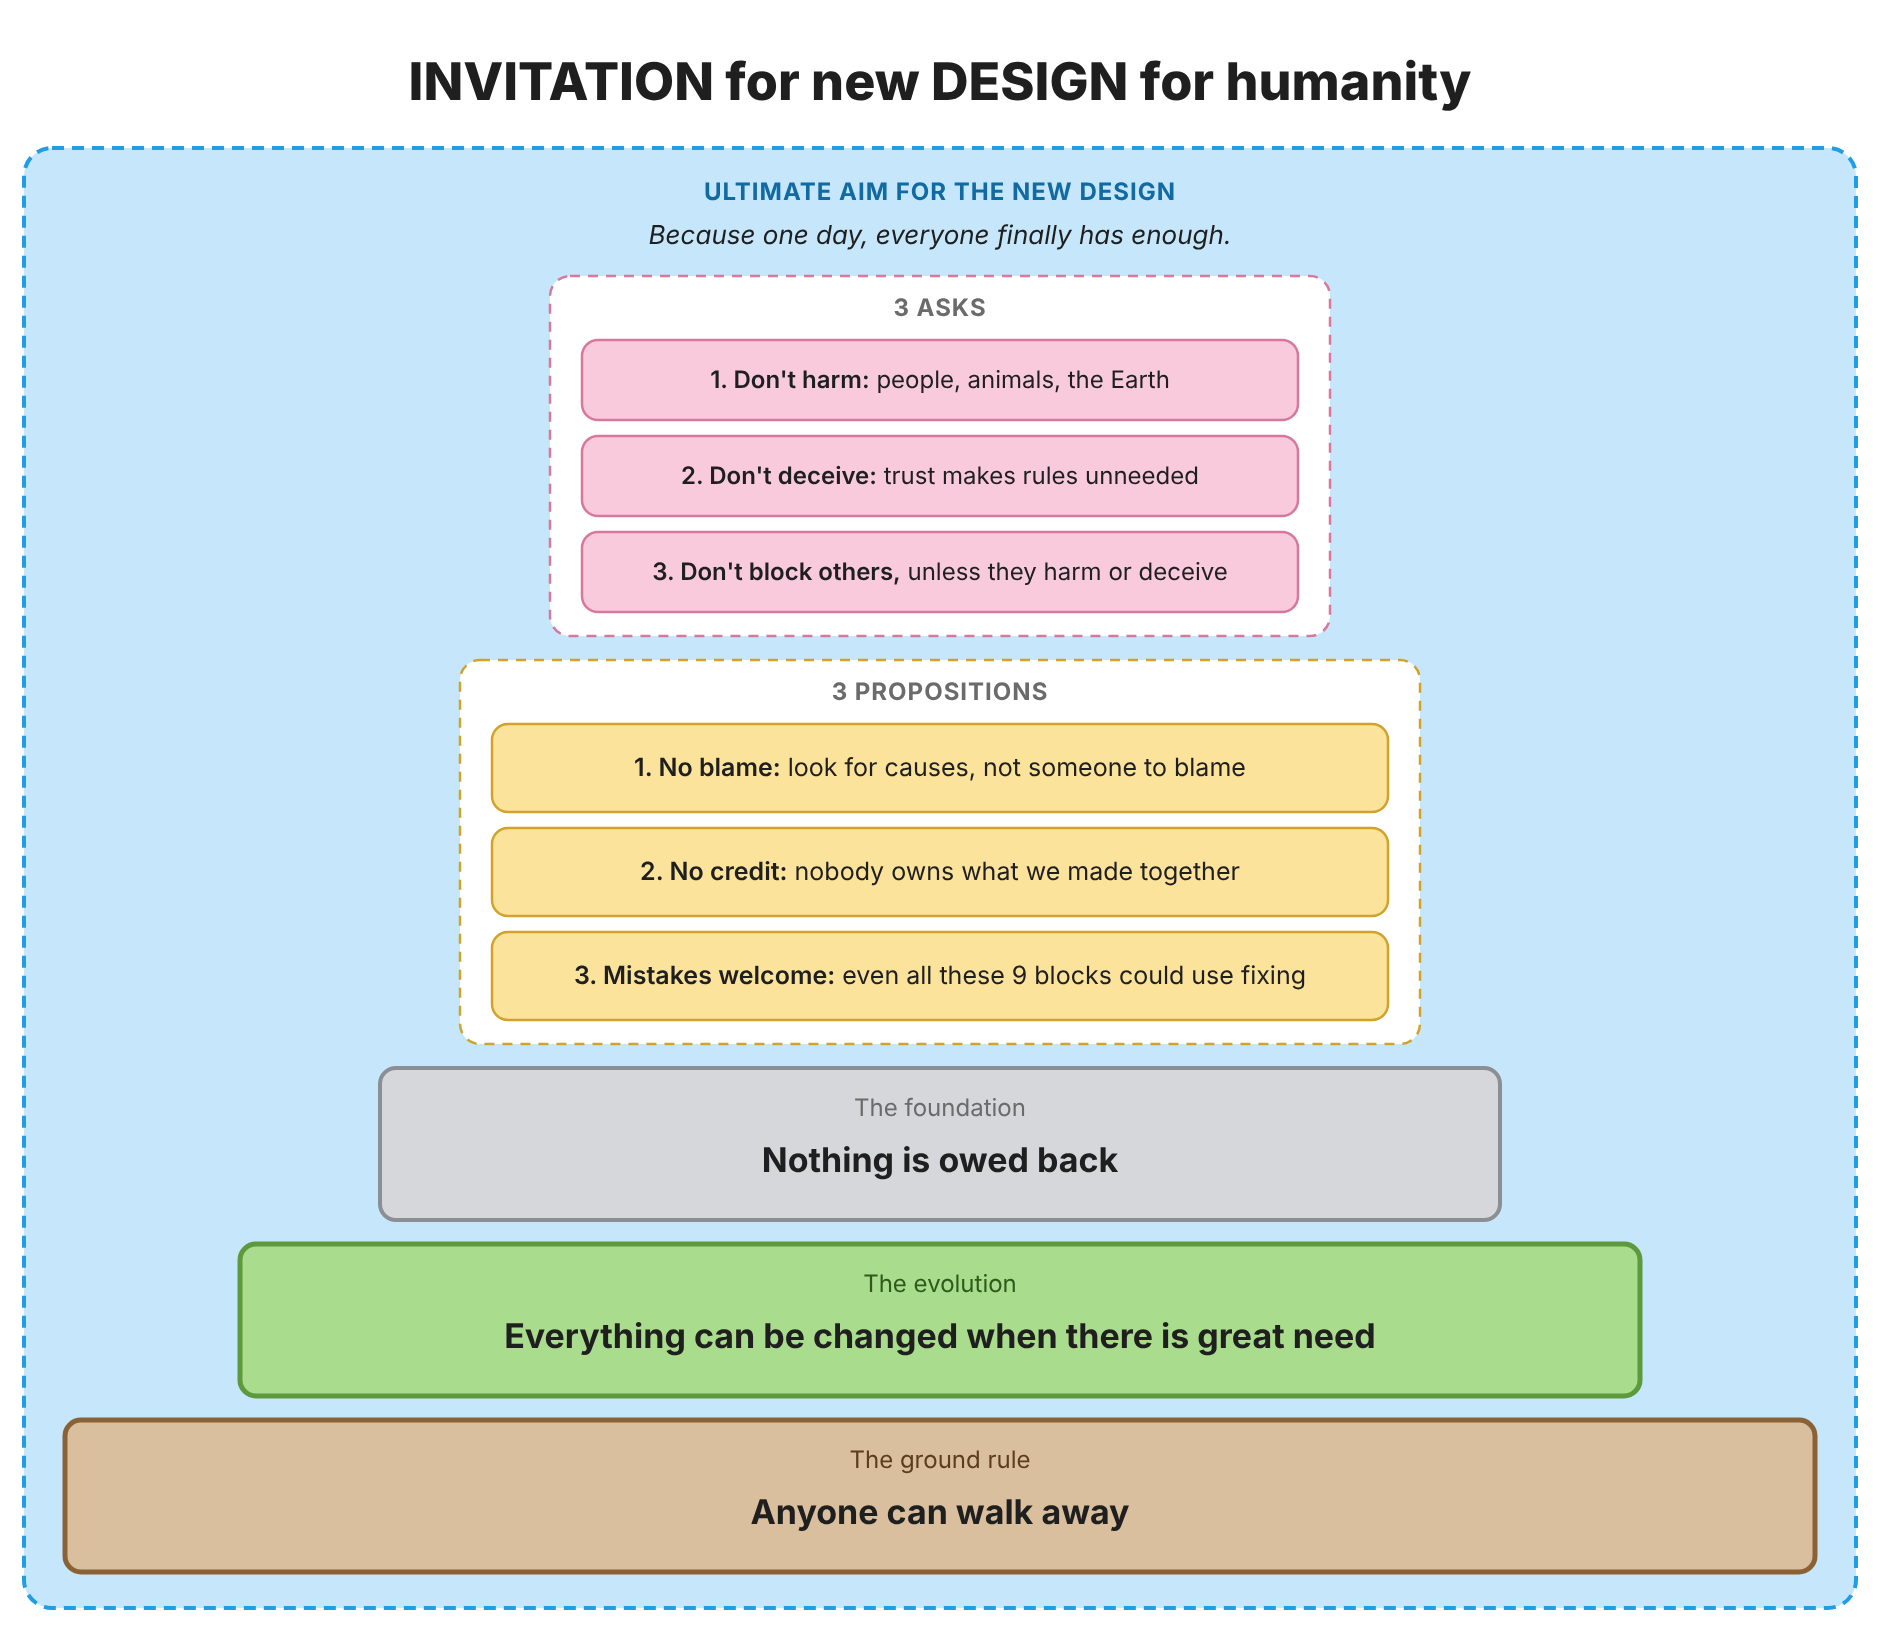 INVITATION for new DESIGN for humanity
ULTIMATE AIM FOR THE NEW DESIGN
Because one day, everyone finally has enough.
3 ASKS
1. Don't harm: people, animals, the Earth
2. Don't deceive: trust makes rules unneeded
3. Don't block others, unless they harm or deceive
3 PROPOSITIONS
1. No blame: look for causes, not someone to blame
2. No credit: nobody owns what we made together
3. Mistakes welcome: even all these 9 blocks could use fixing
The foundation
Nothing is owed back
The evolution
Everything can be changed when there is great need
The ground rule
Anyone can walk away